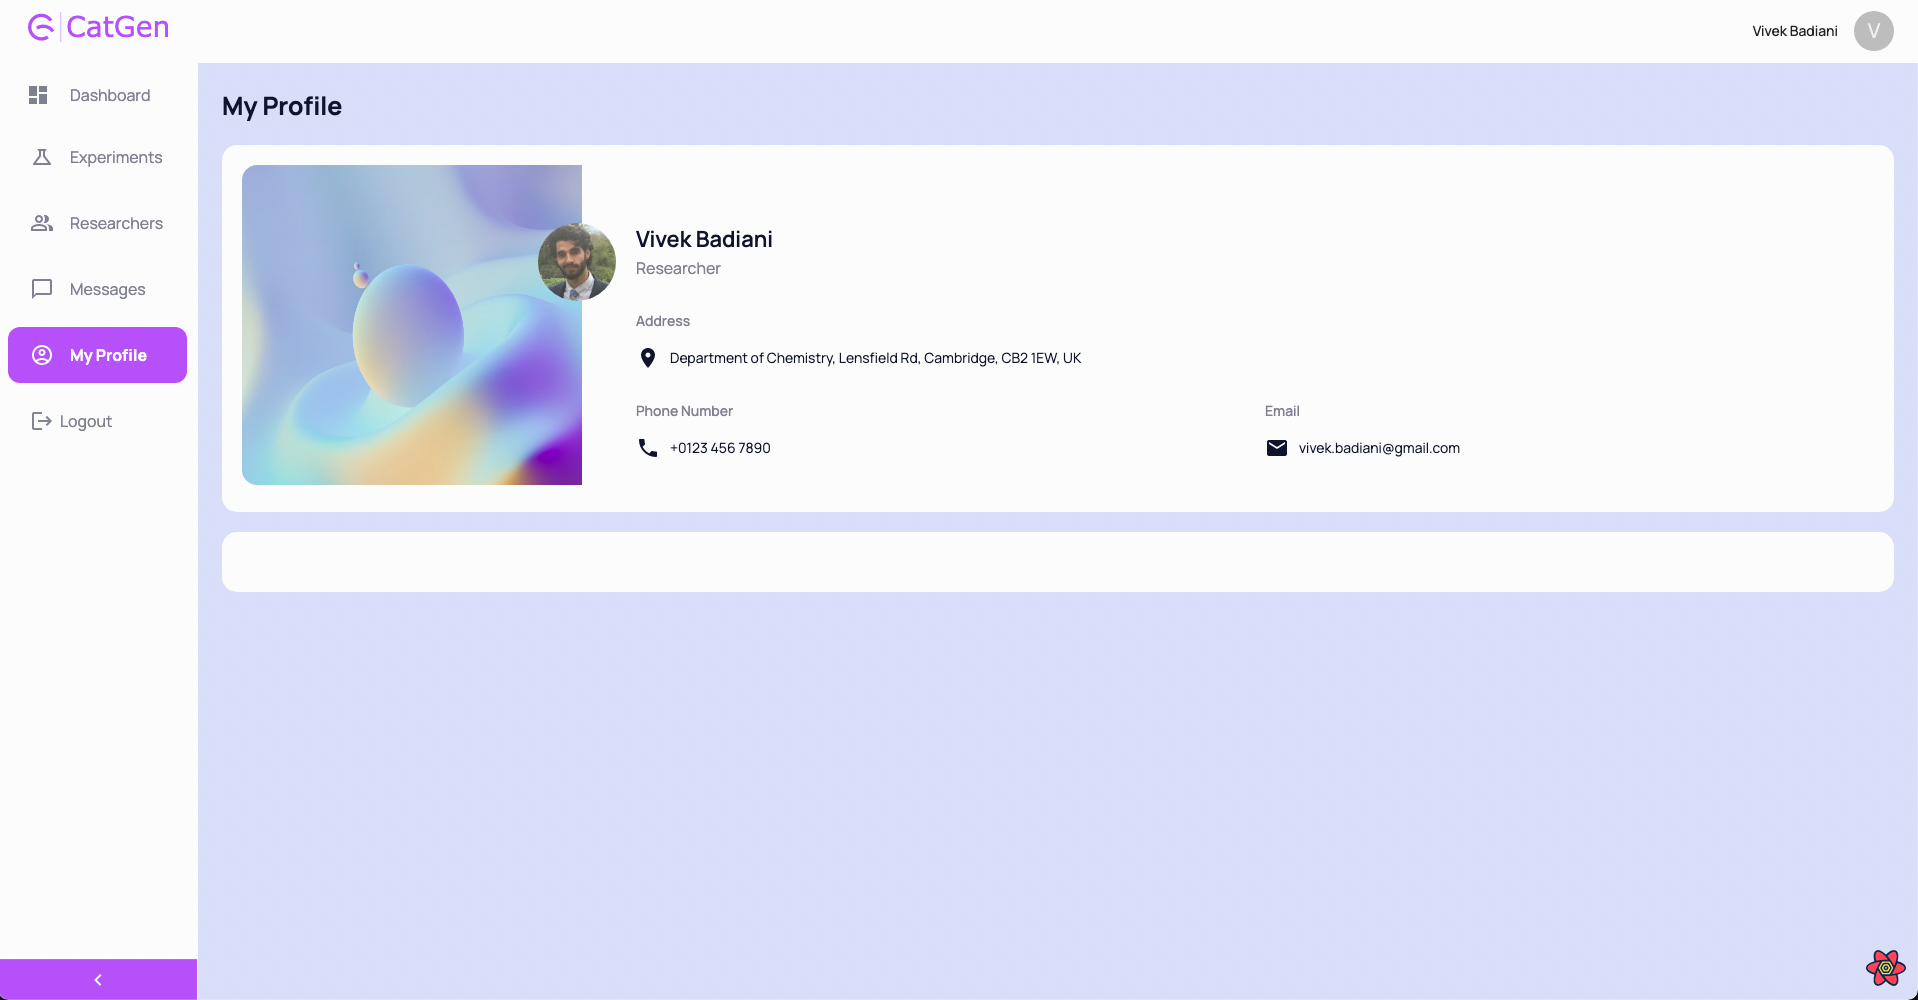 CatGen
Vivek Badiani
V
Dashboard
Experiments
Researchers
Messages
My Profile
Logout
My Profile
Vivek Badiani
Researcher
Address
Department of Chemistry, Lensfield Rd, Cambridge, CB2 1EW, UK
Phone Number
+0123 456 7890
Email
vivek.badiani@gmail.com